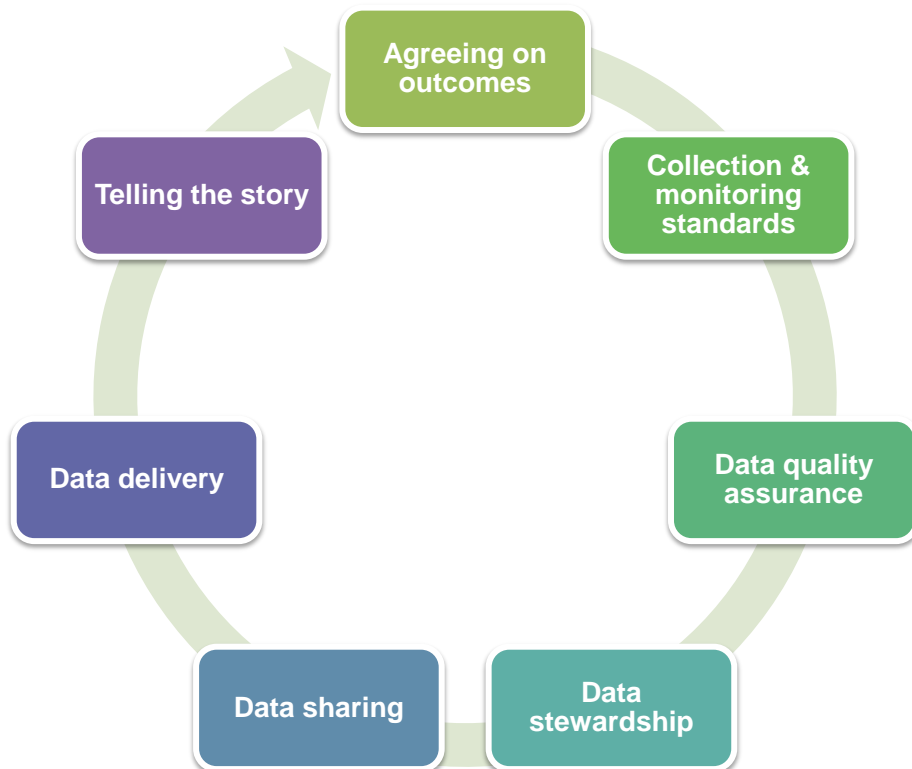 Agreeing on
outcomes
Collection &
monitoring
standards
Data quality
assurance
Data
stewardship
Data sharing
Data delivery
Telling the story